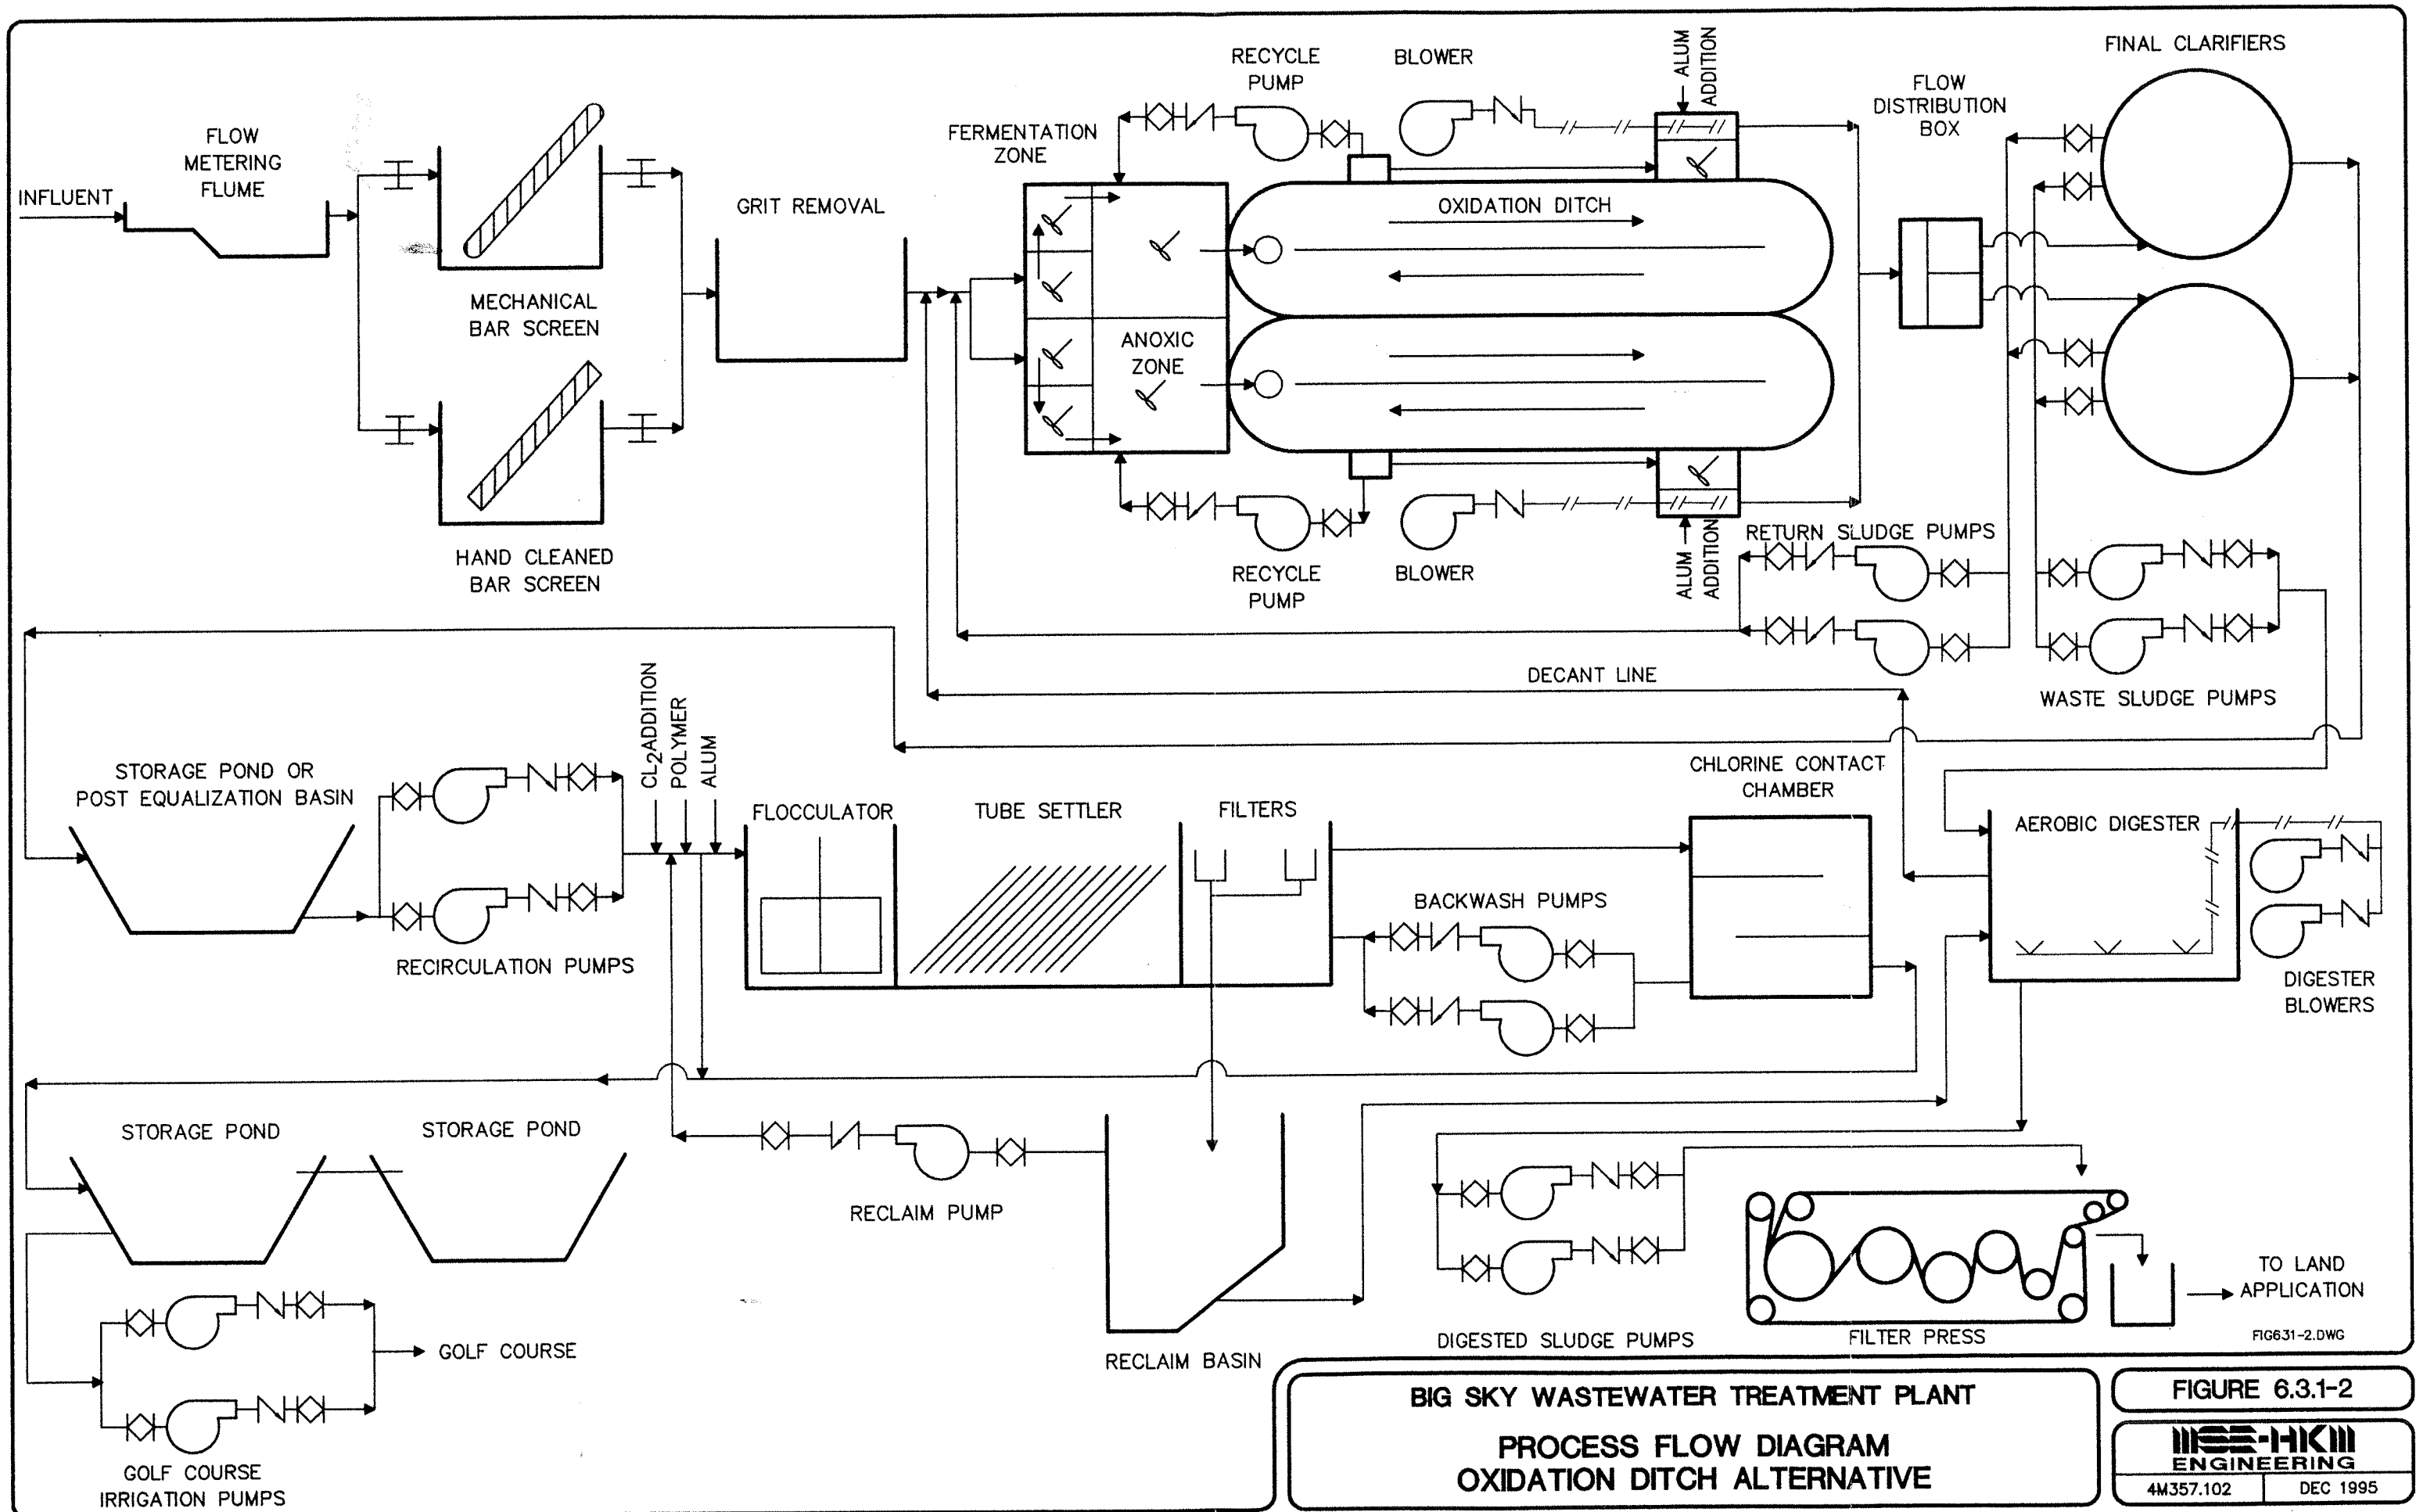 RECYCLE
PUMP
BLOWER
ALUM
ADDITION
FINAL CLARIFIERS
FLOW
DISTRIBUTION
BOX
FLOW
METERING
FLUME
FERMENTATION
ZONE
INFLUENT
GRIT REMOVAL
OXIDATION DITCH
MECHANICAL
BAR SCREEN
ANOXIC
ZONE
HAND CLEANED
BAR SCREEN
RECYCLE
PUMP
BLOWER
ALUM
ADDITION
RETURN SLUDGE PUMPS
DECANT LINE
WASTE SLUDGE PUMPS
STORAGE POND OR
POST EQUALIZATION BASIN
CL2 ADDITION
POLYMER
ALUM
FLOCCULATOR
TUBE SETTLER
FILTERS
CHLORINE CONTACT
CHAMBER
AEROBIC DIGESTER
BACKWASH PUMPS
RECIRCULATION PUMPS
DIGESTER
BLOWERS
STORAGE POND
STORAGE POND
RECLAIM PUMP
TO LAND
APPLICATION
GOLF COURSE
RECLAIM BASIN
DIGESTED SLUDGE PUMPS
FILTER PRESS
FIG631-2.DWG
GOLF COURSE
IRRIGATION PUMPS
BIG SKY WASTEWATER TREATMENT PLANT
PROCESS FLOW DIAGRAM
OXIDATION DITCH ALTERNATIVE
FIGURE 6.3.1-2
MSE-HKM
ENGINEERING
4M357.102
DEC 1995